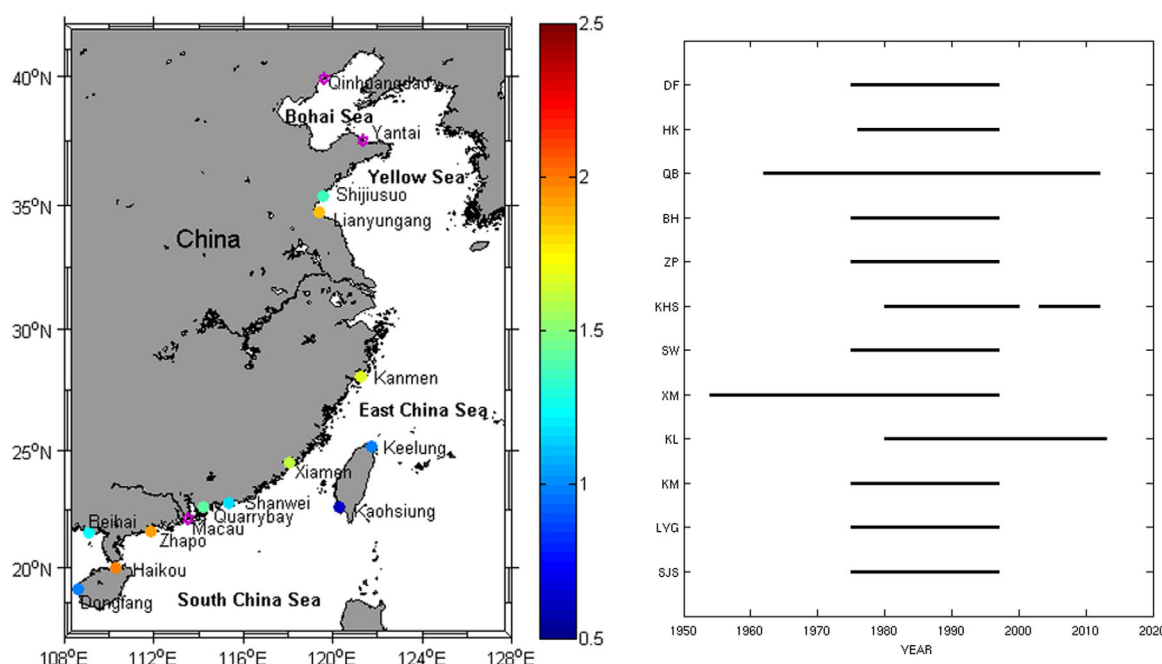 40°N
Qinhuangdao
Bohai Sea
Yantai
Yellow Sea
35°N
Shijiusuo
Lianyungang
China
30°N
Kanmen
East China Sea
25°N
Keelung
Xiamen
Shanwei
Kaohsiung
Quarrybay
Beihai
Macau
Zhapo
20°N
Haikou
Dongfang
South China Sea
108°E 112°E 116°E 120°E 124°E 128°E
2.5
2
1.5
1
0.5
DF
HK
QB
BH
ZP
KHS
SW
XM
KL
KM
LYG
SJS
1950 1960 1970 1980 1990 2000 2010 2020
YEAR